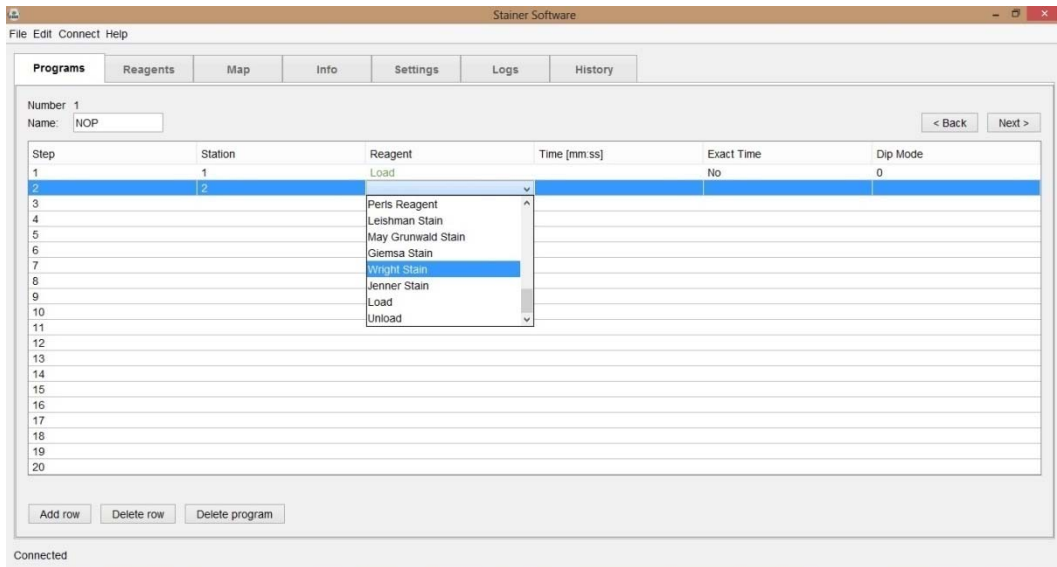 Stainer Software
File Edit Connect Help
Programs Reagents Map Info Settings Logs History
Number 1
Name: NOP < Back Next >
Step Station Reagent Time [mm:ss] Exact Time Dip Mode
1 1 Load No 0
2 2
3 Perls Reagent
4 Leishman Stain
5 May Grunwald Stain
6 Giemsa Stain
7 Wright Stain
8 Jenner Stain
9 Load
10 Unload
11
12
13
14
15
16
17
18
19
20
Add row Delete row Delete program
Connected